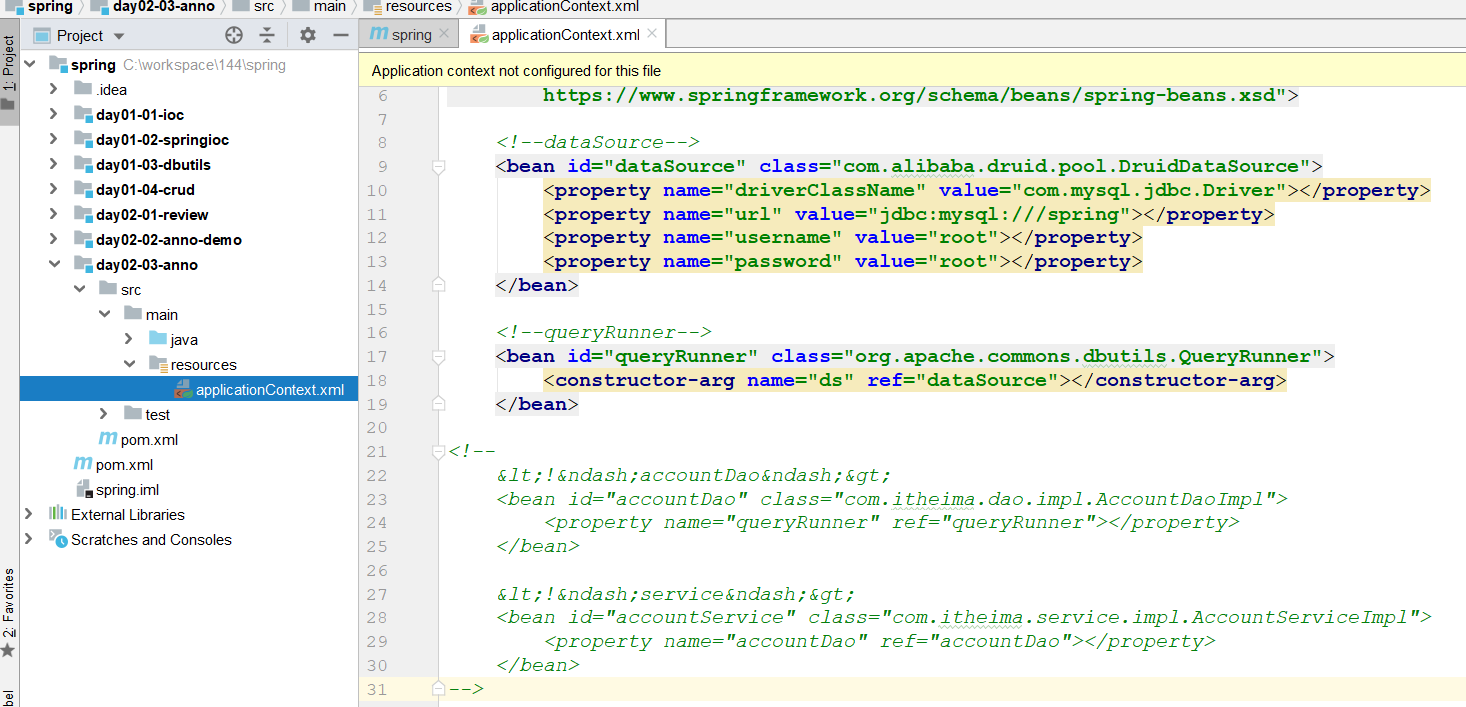 spring
day02-03-anno
src
main
resources
applicationContext.xml
1: Project
2: Favorites
Project
spring C:\workspace\144\spring
.idea
day01-01-ioc
day01-02-springioc
day01-03-dbutils
day01-04-crud
day02-01-review
day02-02-anno-demo
day02-03-anno
src
main
java
resources
applicationContext.xml
test
pom.xml
pom.xml
spring.iml
External Libraries
Scratches and Consoles
spring
applicationContext.xml
Application context not configured for this file
6 https://www.springframework.org/schema/beans/spring-beans.xsd">
7
8 <!--dataSource-->
9 <bean id="dataSource" class="com.alibaba.druid.pool.DruidDataSource">
10 <property name="driverClassName" value="com.mysql.jdbc.Driver"></property>
11 <property name="url" value="jdbc:mysql:///spring"></property>
12 <property name="username" value="root"></property>
13 <property name="password" value="root"></property>
14 </bean>
15
16 <!--queryRunner-->
17 <bean id="queryRunner" class="org.apache.commons.dbutils.QueryRunner">
18 <constructor-arg name="ds" ref="dataSource"></constructor-arg>
19 </bean>
20
21 <!--
22 &lt;!&ndash;accountDao&ndash;&gt;
23 <bean id="accountDao" class="com.itheima.dao.impl.AccountDaoImpl">
24 <property name="queryRunner" ref="queryRunner"></property>
25 </bean>
26
27 &lt;!&ndash;service&ndash;&gt;
28 <bean id="accountService" class="com.itheima.service.impl.AccountServiceImpl">
29 <property name="accountDao" ref="accountDao"></property>
30 </bean>
31 -->